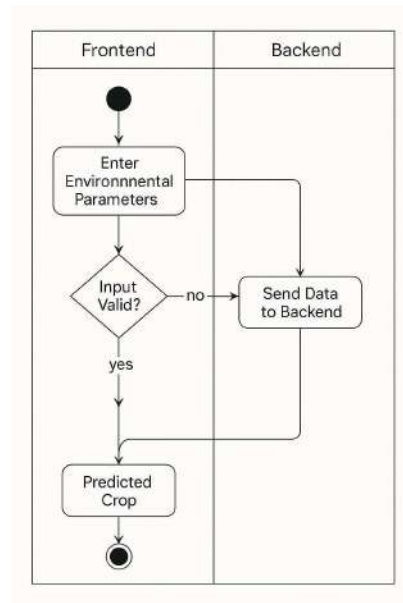 Frontend
Backend
Enter
Environnnental
Parameters
Input
Valid?
no
Send Data
to Backend
yes
Predicted
Crop